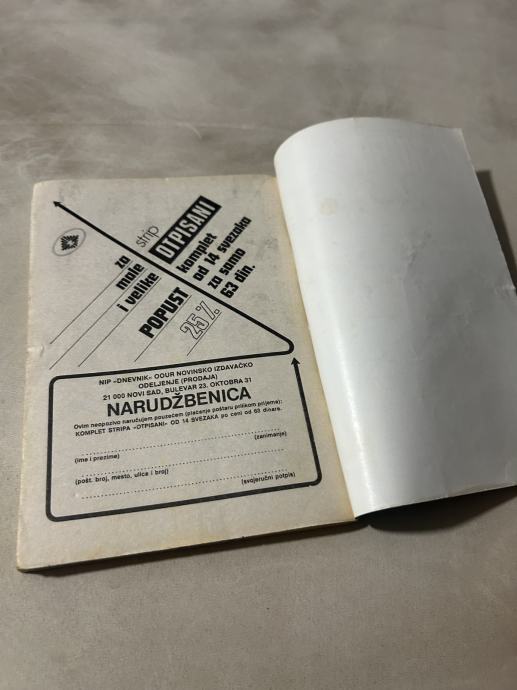 za
male
i velike
strip
OTPISANI
komplet
od 14 svezaka
za samo
63 din.
POPUST
25%
NIP »DNEVNIK« OOUR NOVINSKO IZDAVAČKO
ODELJENJE (PRODAJA)
21 000 NOVI SAD, BULEVAR 23. OKTOBRA 31
NARUDŽBENICA
Ovim neopozivo naručujem pouzećem (plaćanje poštaru prilikom prijema):
KOMPLET STRIPA »OTPISANI« OD 14 SVEZAKA po ceni od 63 dinara.
(ime i prezime) (zanimanje)
(pošt. broj, mesto, ulica i broj) (svojeručni potpis)